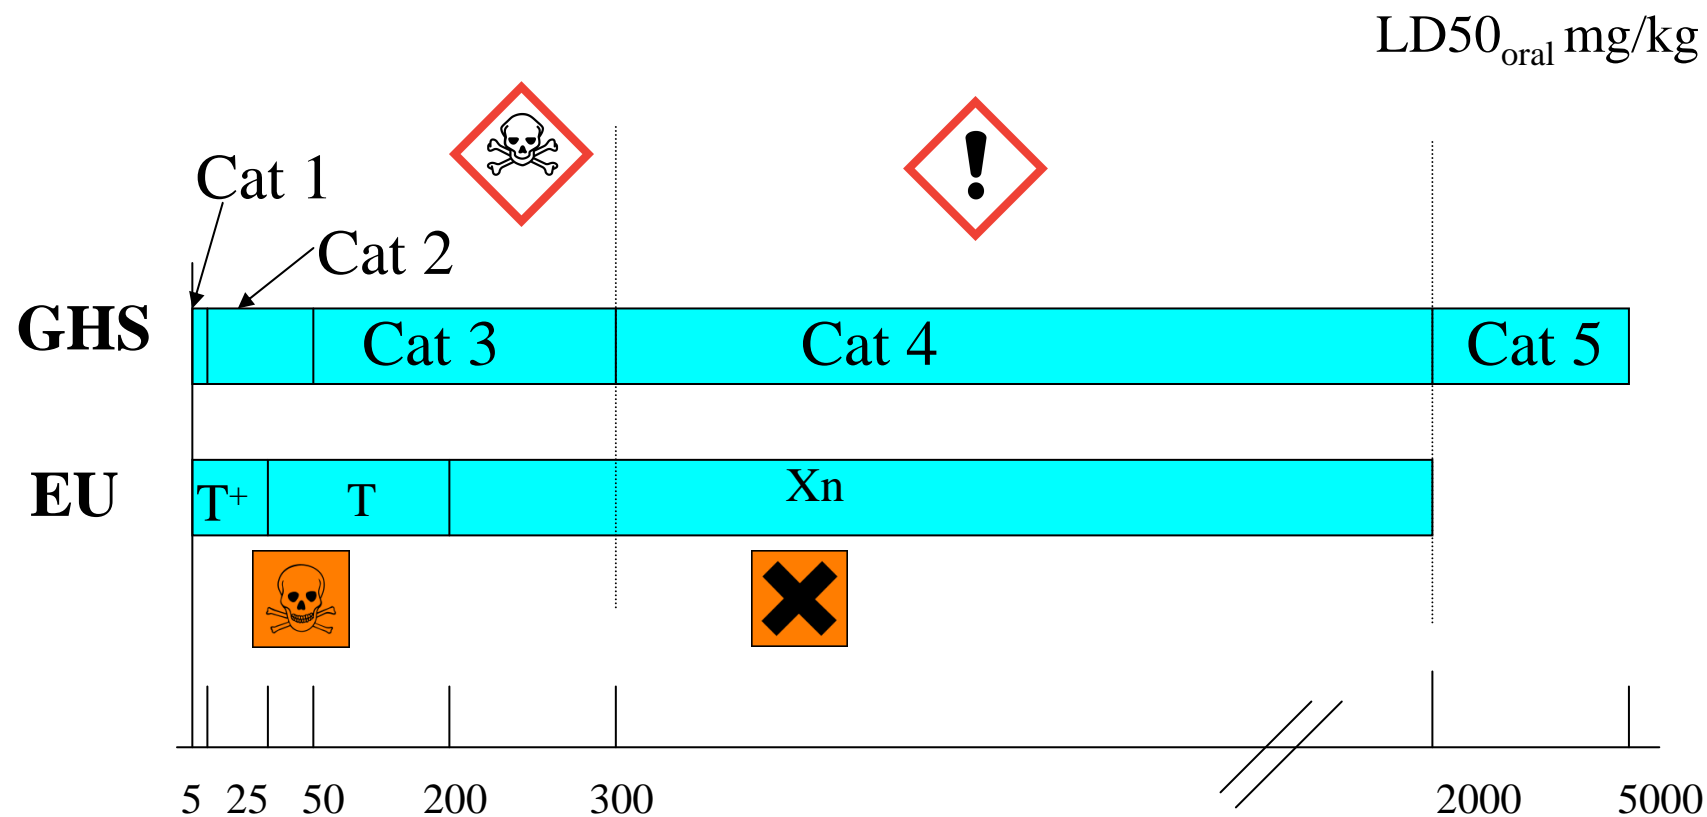 LD50oral mg/kg
Cat 1
Cat 2
GHS
Cat 3
Cat 4
Cat 5
EU
T+
T
Xn
5 25 50 200 300 2000 5000